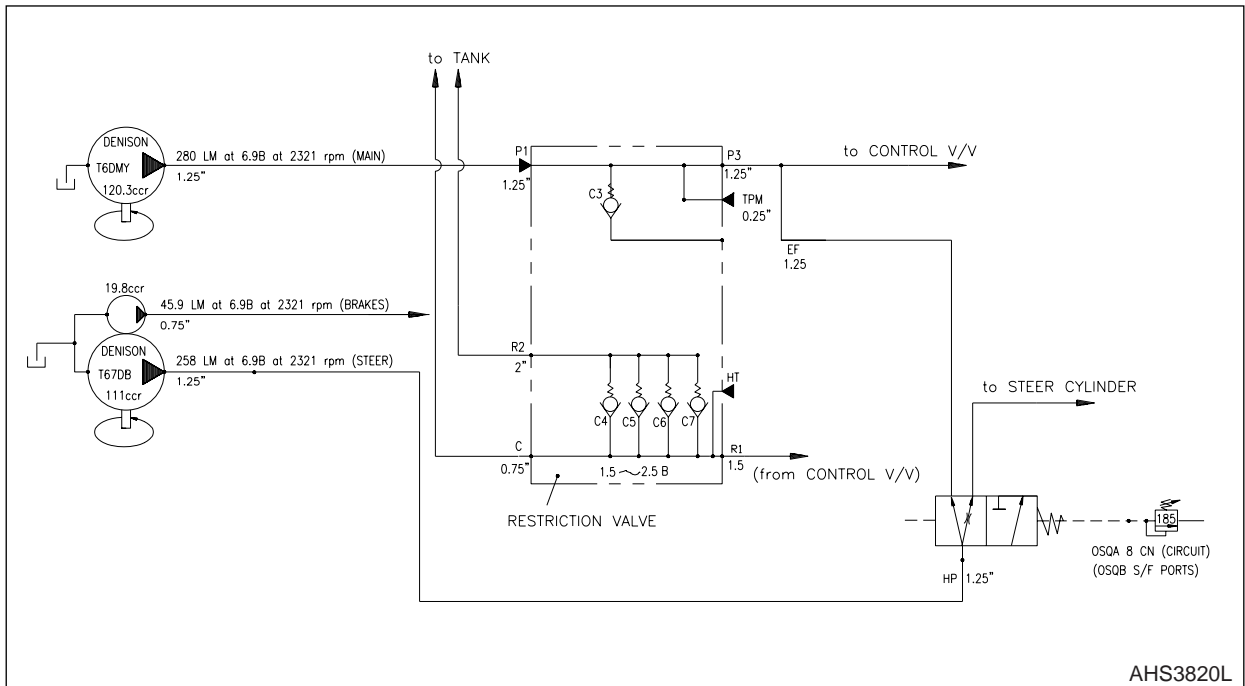 to TANK
DENISON
T6DMY
120.3ccr
280 LM at 6.9B at 2321 rpm (MAIN)
1.25"
P1
1.25"
C3
P3
1.25"
TPM
0.25"
to CONTROL V/V
EF
1.25
19.8ccr
45.9 LM at 6.9B at 2321 rpm (BRAKES)
0.75"
DENISON
T67DB
111ccr
258 LM at 6.9B at 2321 rpm (STEER)
1.25"
R2
2"
HT
C4
C5
C6
C7
C
0.75"
1.5 ~ 2.5 B
R1
1.5
(from CONTROL V/V)
to STEER CYLINDER
RESTRICTION VALVE
185
OSQA 8 CN (CIRCUIT)
(OSQB S/F PORTS)
HP
1.25"
AHS3820L